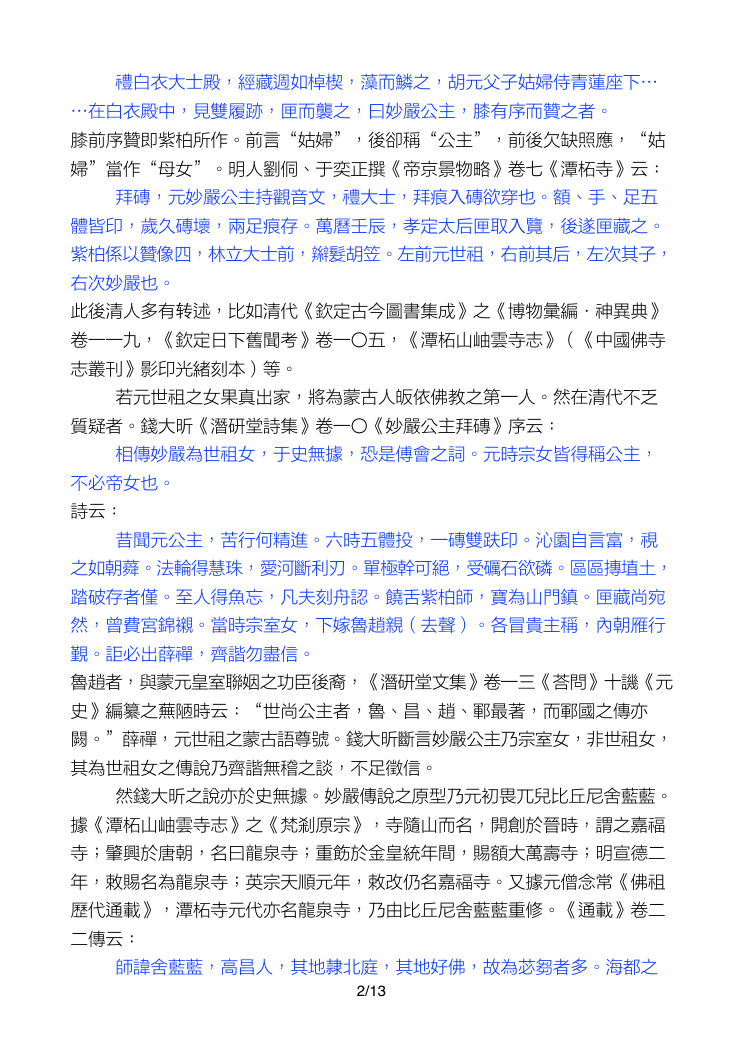 禮白衣大士殿，經藏週如棹楔，藻而鱗之，胡元父子姑婦侍青蓮座下⋯
⋯在白衣殿中，見雙履跡，匣而襲之，曰妙嚴公主，膝有序而贊之者。
膝前序贊即紫柏所作。前言“姑婦”，後卻稱“公主”，前後欠缺照應，“姑
婦”當作“母女”。明人劉侗、于奕正撰《帝京景物略》卷七《潭柘寺》云：
拜磚，元妙嚴公主持觀音文，禮大士，拜痕入磚欲穿也。額、手、足五
體皆印，歲久磚壞，兩足痕存。萬曆壬辰，孝定太后匣取入覽，後遂匣藏之。
紫柏係以贊像四，林立大士前，辮髮胡笠。左前元世祖，右前其后，左次其子，
右次妙嚴也。
此後清人多有转述，比如清代《欽定古今圖書集成》之《博物彙編．神異典》
卷一一九，《欽定日下舊聞考》卷一〇五，《潭柘山岫雲寺志》（《中國佛寺
志叢刊》影印光緒刻本）等。
若元世祖之女果真出家，將為蒙古人皈依佛教之第一人。然在清代不乏
質疑者。錢大昕《潛研堂詩集》卷一〇《妙嚴公主拜磚》序云：
相傳妙嚴為世祖女，于史無據，恐是傅會之詞。元時宗女皆得稱公主，
不必帝女也。
詩云：
昔聞元公主，苦行何精進。六時五體投，一磚雙趺印。沁園自言富，視
之如朝蕣。法輪得慧珠，愛河斷利刃。單極幹可絕，受礪石欲磷。區區摶埴土，
踏破存者僅。至人得魚忘，凡夫刻舟認。饒舌紫柏師，寶為山門鎮。匣藏尚宛
然，曾費宮錦襯。當時宗室女，下嫁魯趙親（去聲）。各冒貴主稱，內朝雁行
覲。詎必出薛禪，齊諧勿盡信。
魯趙者，與蒙元皇室聯姻之功臣後裔，《潛研堂文集》卷一三《荅問》十譏《元
史》編纂之蕪陋時云：“世尚公主者，魯、昌、趙、鄆最著，而鄆國之傳亦
闕。”薛禪，元世祖之蒙古語尊號。錢大昕斷言妙嚴公主乃宗室女，非世祖女，
其為世祖女之傳說乃齊諧無稽之談，不足徵信。
然錢大昕之說亦於史無據。妙嚴傳說之原型乃元初畏兀兒比丘尼舍藍藍。
據《潭柘山岫雲寺志》之《梵剎原宗》，寺隨山而名，開創於晉時，謂之嘉福
寺；肇興於唐朝，名曰龍泉寺；重飭於金皇統年間，賜額大萬壽寺；明宣德二
年，敕賜名為龍泉寺；英宗天順元年，敕改仍名嘉福寺。又據元僧念常《佛祖
歷代通載》，潭柘寺元代亦名龍泉寺，乃由比丘尼舍藍藍重修。《通載》卷二
二傳云：
師諱舍藍藍，高昌人，其地隸北庭，其地好佛，故為苾芻者多。海都之
2/13